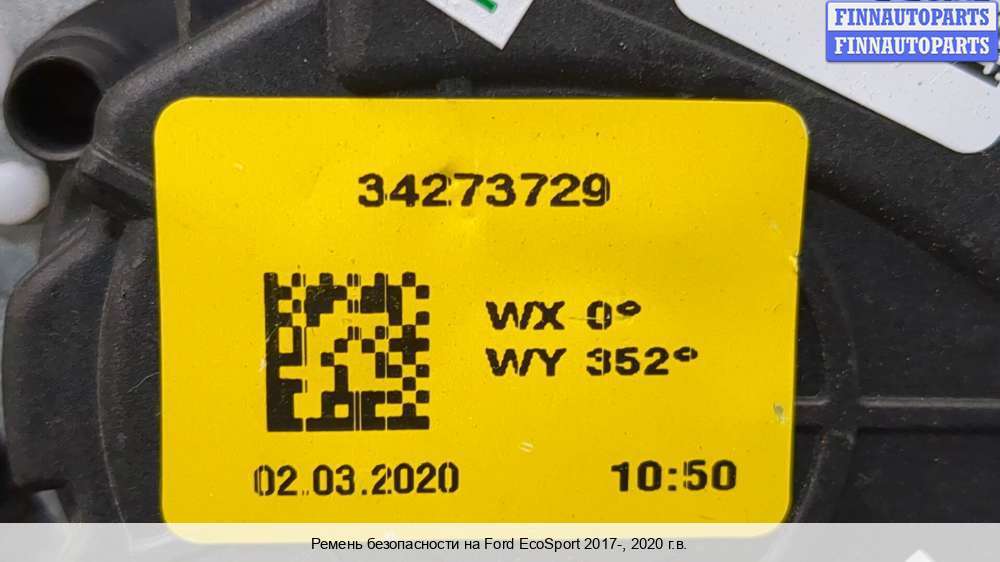 FINNAUTOPARTS
FINNAUTOPARTS
34273729
WX 0°
WY 352°
02.03.2020 10:50
Ремень безопасности на Ford EcoSport 2017-, 2020 г.в.